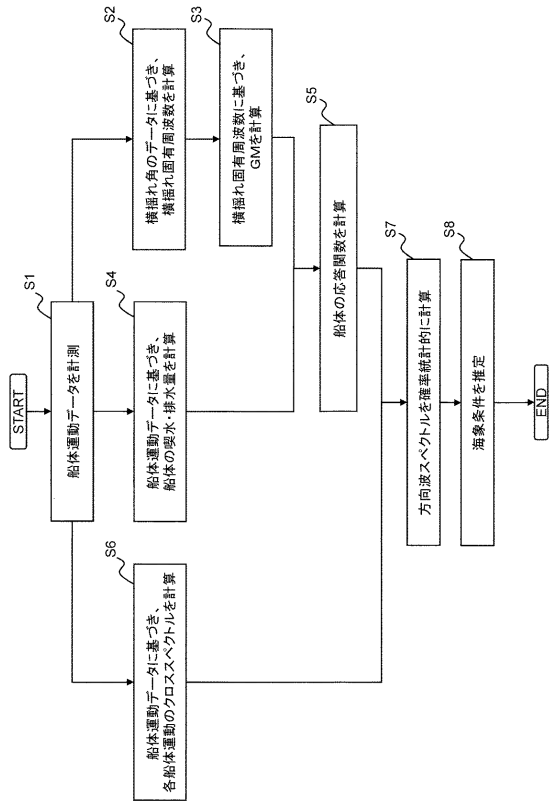 START
S1
船体運動データを計測
S2
横揺れ角のデータに基づき、
横揺れ固有周波数を計算
S3
横揺れ固有周波数に基づき、
GMを計算
S4
船体運動データに基づき、
船体の喫水・排水量を計算
S5
船体の応答関数を計算
S6
船体運動データに基づき、
各船体運動のクロススペクトルを計算
S7
方向波スペクトルを確率統計的に計算
S8
海象条件を推定
END